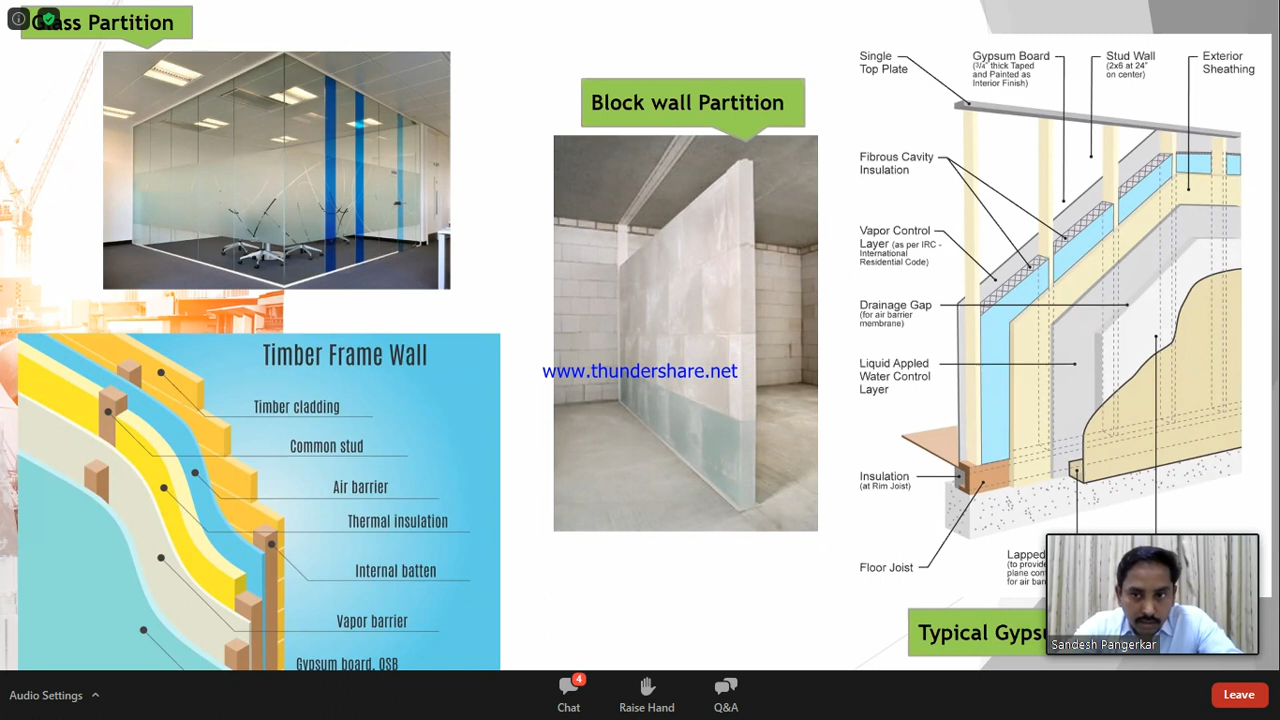 Glass Partition
Block wall Partition
Single
Top Plate
Gypsum Board
(3/4" thick Taped
and Painted as
Interior Finish)
Stud Wall
(2x6 at 24"
on center)
Exterior
Sheathing
Fibrous Cavity
Insulation
Vapor Control
Layer (as per IRC -
International
Residential Code)
Drainage Gap
(for air barrier
membrane)
Liquid Applied
Water Control
Layer
Insulation
(at Rim Joist)
Floor Joist
Lapped
(to provide
plane con
for air bar
Typical Gypsu
www.thundershare.net
Timber Frame Wall
Timber cladding
Common stud
Air barrier
Thermal insulation
Internal batten
Vapor barrier
Gypsum board, OSB
Sandesh Pangerkar
Audio Settings
4
Chat
Raise Hand
Q&A
Leave